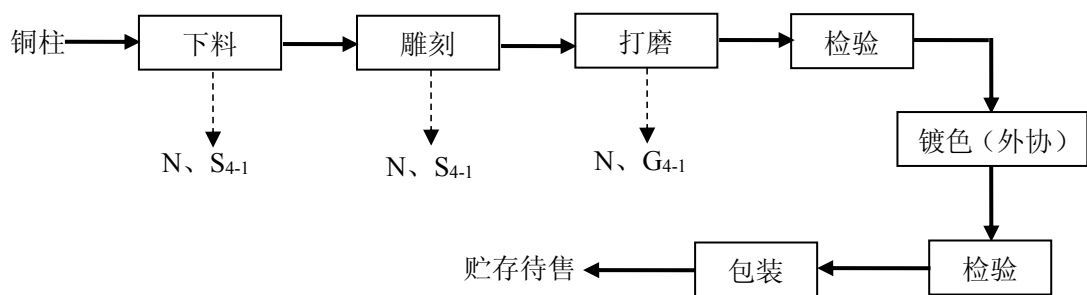 铜柱
下料
雕刻
打磨
检验
N、S4-1
N、S4-1
N、G4-1
镀色（外协）
检验
包装
贮存待售